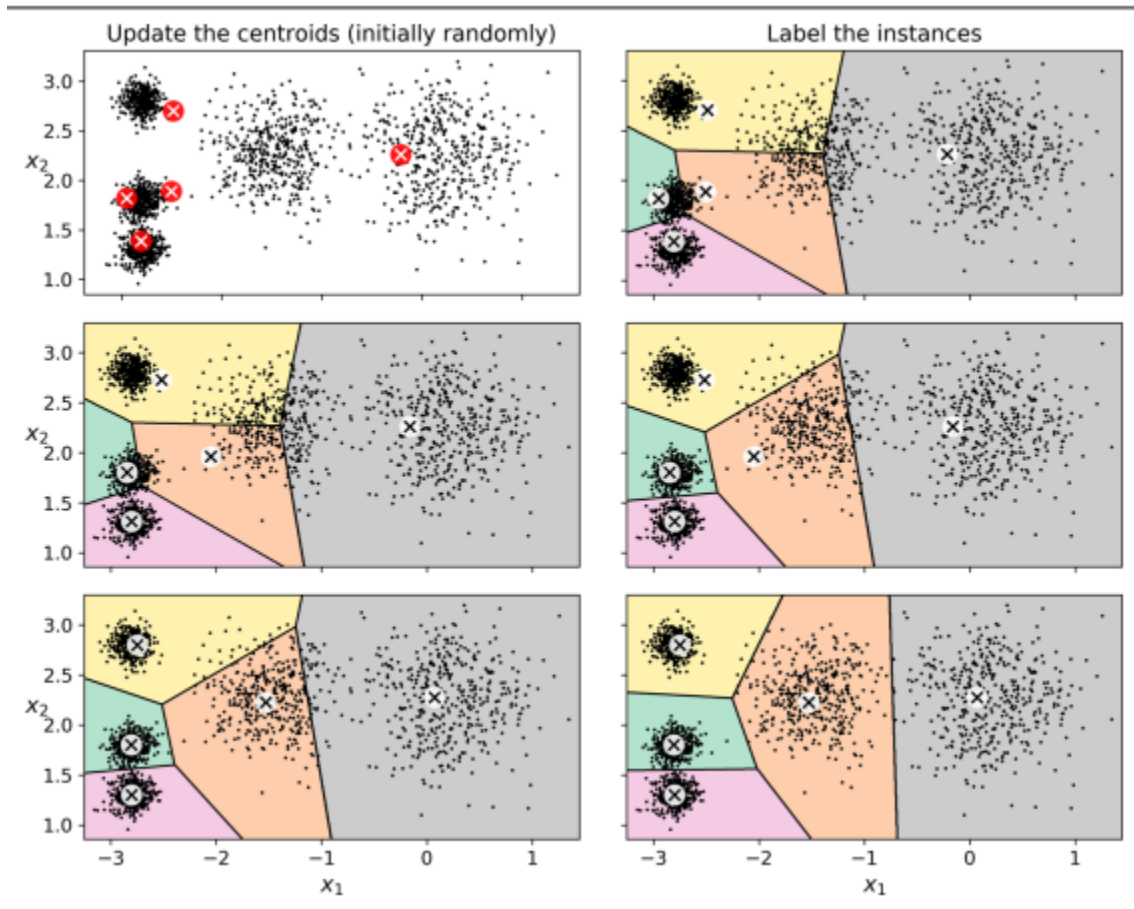 Update the centroids (initially randomly)
Label the instances
3.0
2.5
x₂ 2.0
1.5
1.0
3.0
2.5
x₂ 2.0
1.5
1.0
3.0
2.5
x₂ 2.0
1.5
1.0
−3 −2 −1 0 1
−3 −2 −1 0 1
x₁
x₁